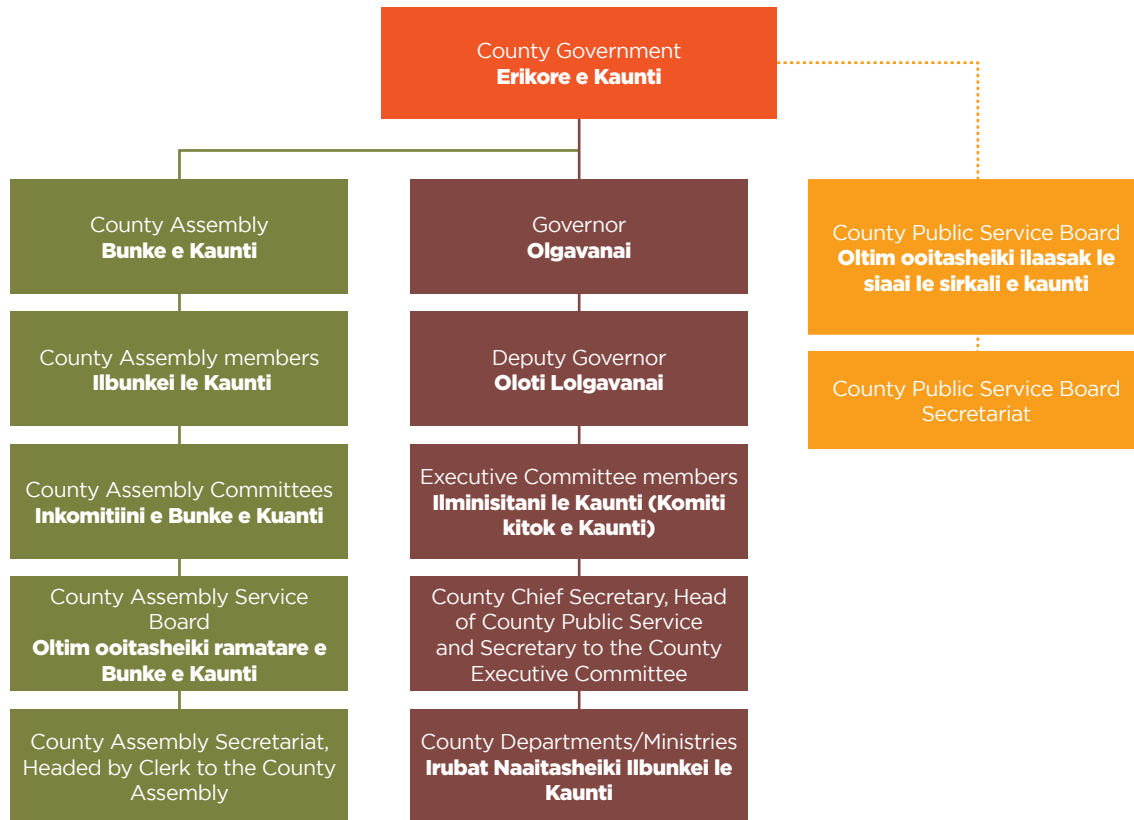 County Government
Erikore e Kaunti
County Assembly
Bunke e Kaunti
County Assembly members
Ilbunkei le Kaunti
County Assembly Committees
Inkomitiini e Bunke e Kuanti
County Assembly Service
Board
Oltim ooitasheiki ramatare e
Bunke e Kaunti
County Assembly Secretariat,
Headed by Clerk to the County
Assembly
Governor
Olgavanai
Deputy Governor
Oloti Lolgavanai
Executive Committee members
Ilminisitani le Kaunti (Komiti
kitok e Kaunti)
County Chief Secretary, Head
of County Public Service
and Secretary to the County
Executive Committee
County Departments/Ministries
Irubat Naaitasheiki Ilbunkei le
Kaunti
County Public Service Board
Oltim ooitasheiki ilaasak le
siaai le sirkali e kaunti
County Public Service Board
Secretariat